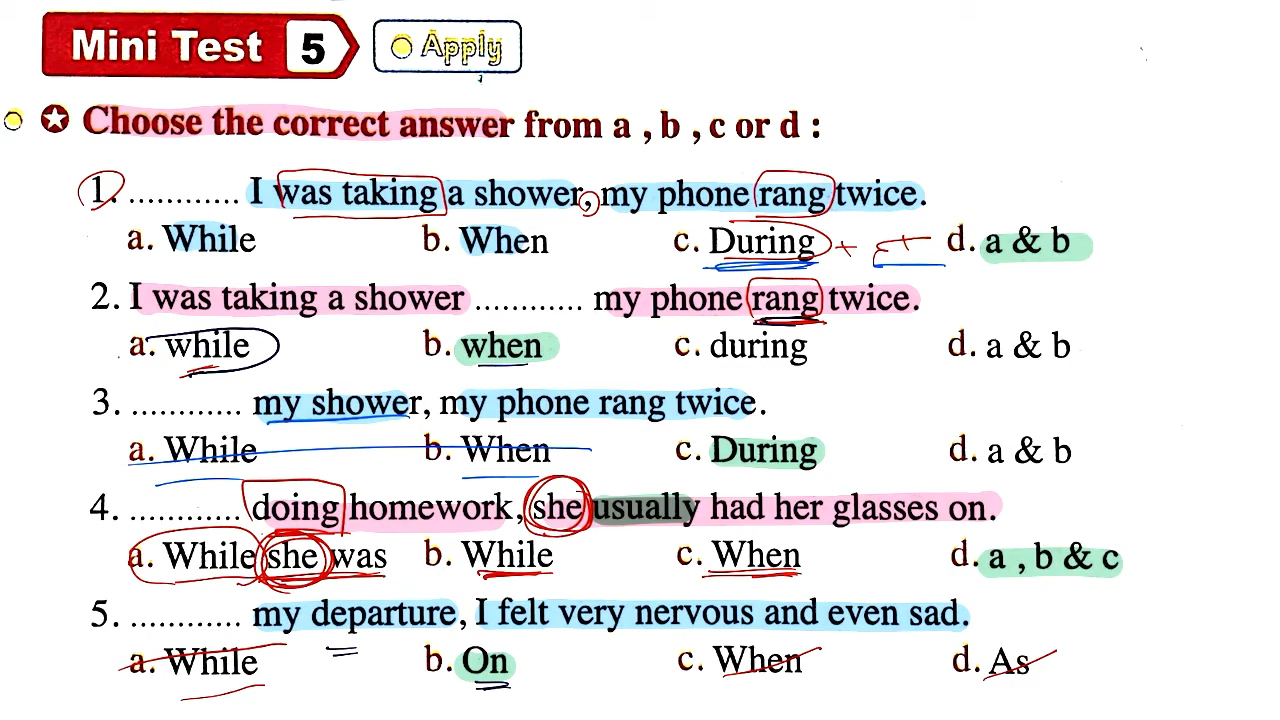 Mini Test 5 Apply
Choose the correct answer from a , b , c or d :
1. ............ I was taking a shower, my phone rang twice.
a. While b. When c. During d. a & b
2. I was taking a shower ............ my phone rang twice.
a. while b. when c. during d. a & b
3. ............ my shower, my phone rang twice.
a. While b. When c. During d. a & b
4. ............ doing homework, she usually had her glasses on.
a. While she was b. While c. When d. a , b & c
5. ............ my departure, I felt very nervous and even sad.
a. While b. On c. When d. As